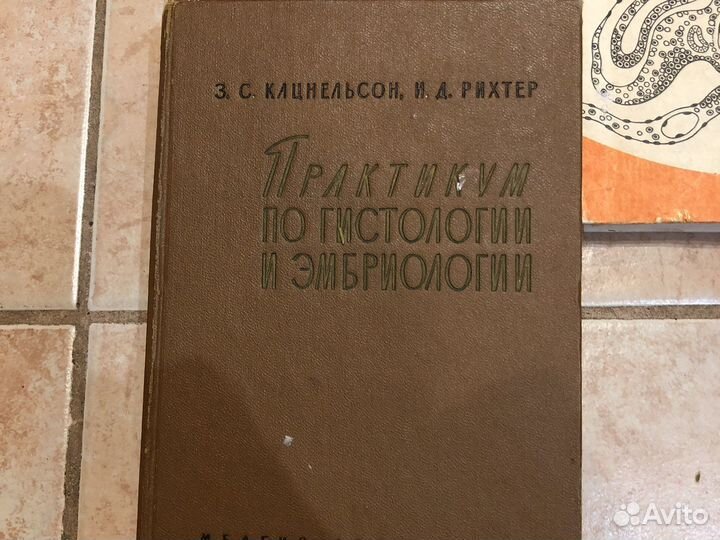 З. С. КАЦНЕЛЬСОН, И. Д. РИХТЕР
ПРАКТИКУМ
ПО ГИСТОЛОГИИ
И ЭМБРИОЛОГИИ
Avito